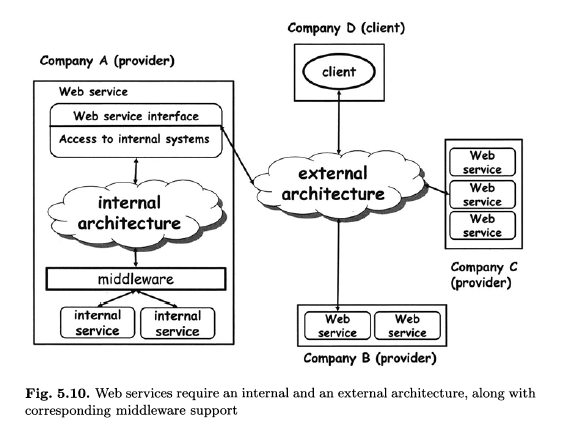 Company D (client)
client
Company A (provider)
Web service
Web service interface
Access to internal systems
internal
architecture
middleware
internal
service
internal
service
external
architecture
Web
service
Web
service
Web
service
Company C
(provider)
Web
service
Web
service
Company B (provider)
Fig. 5.10. Web services require an internal and an external architecture, along with
corresponding middleware support